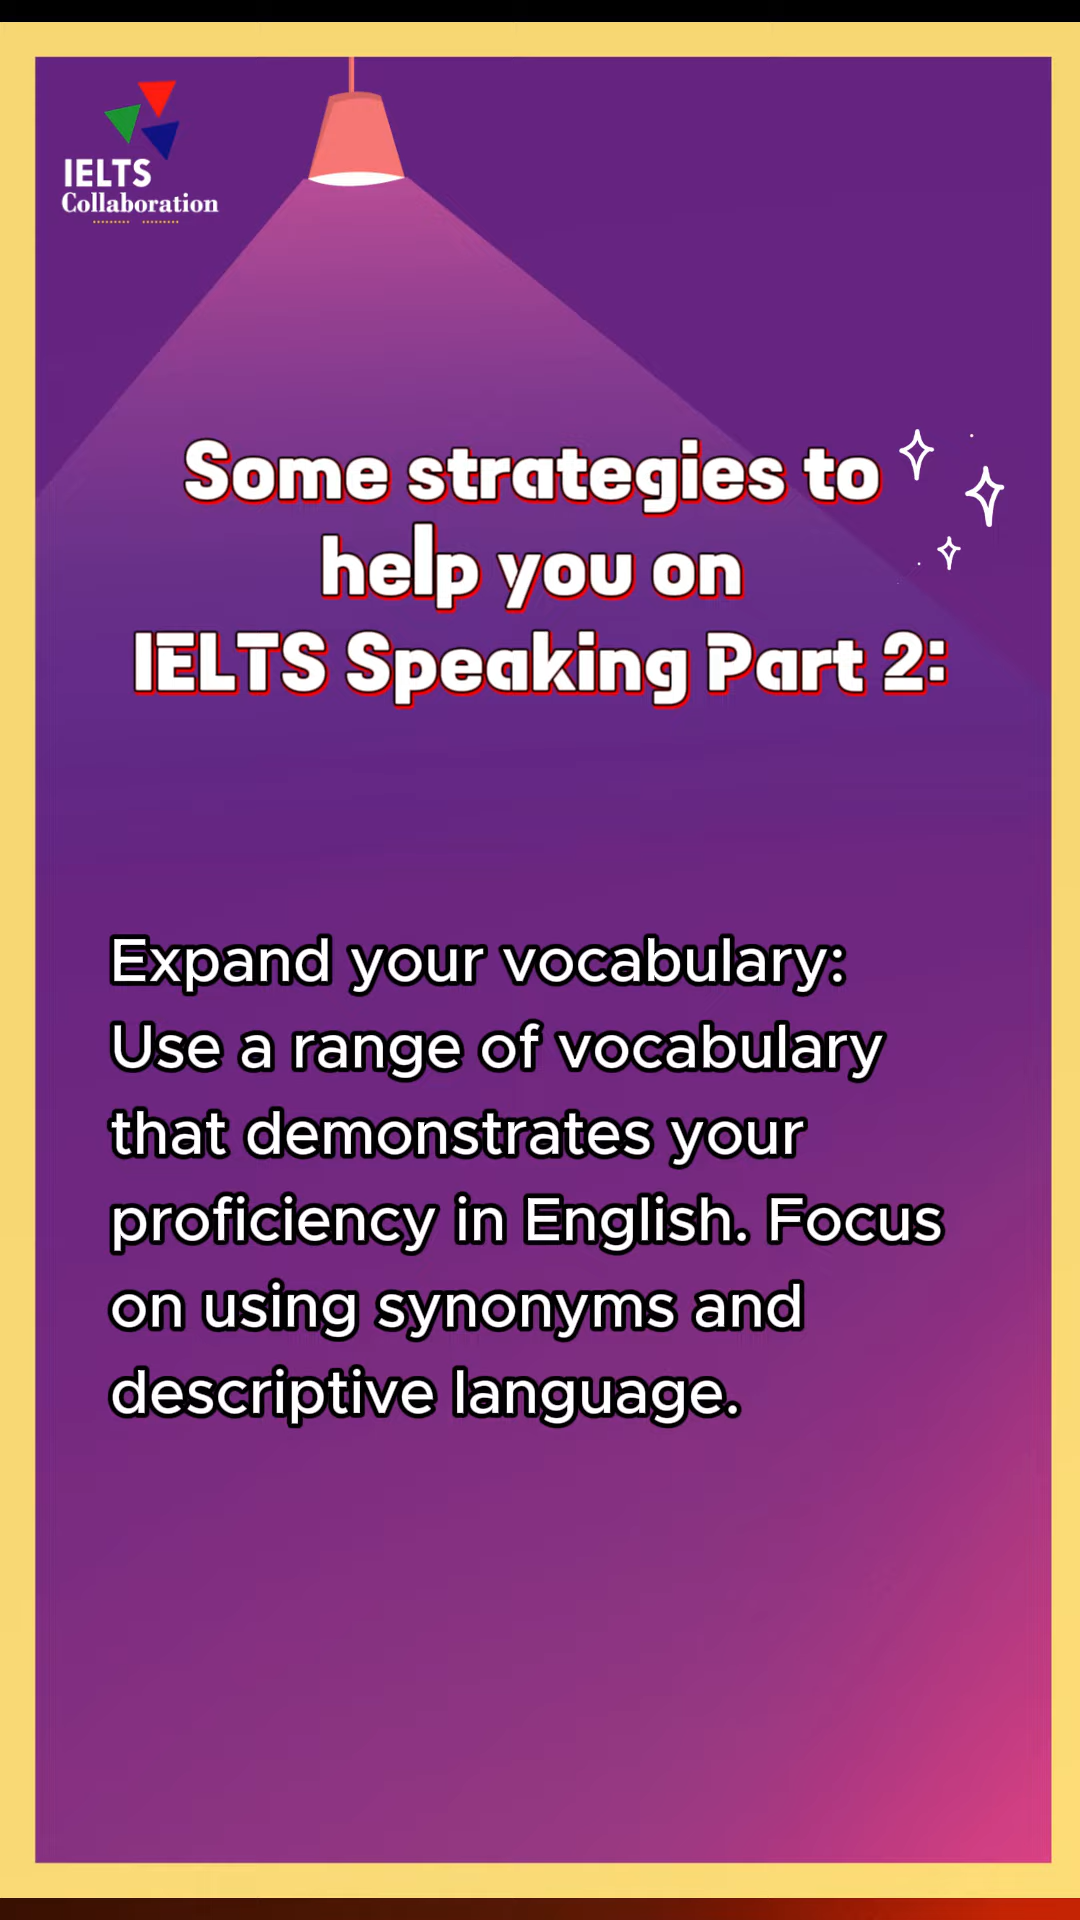 IELTS
Collaboration
Some strategies to
help you on
IELTS Speaking Part 2:
Expand your vocabulary:
Use a range of vocabulary
that demonstrates your
proficiency in English. Focus
on using synonyms and
descriptive language.